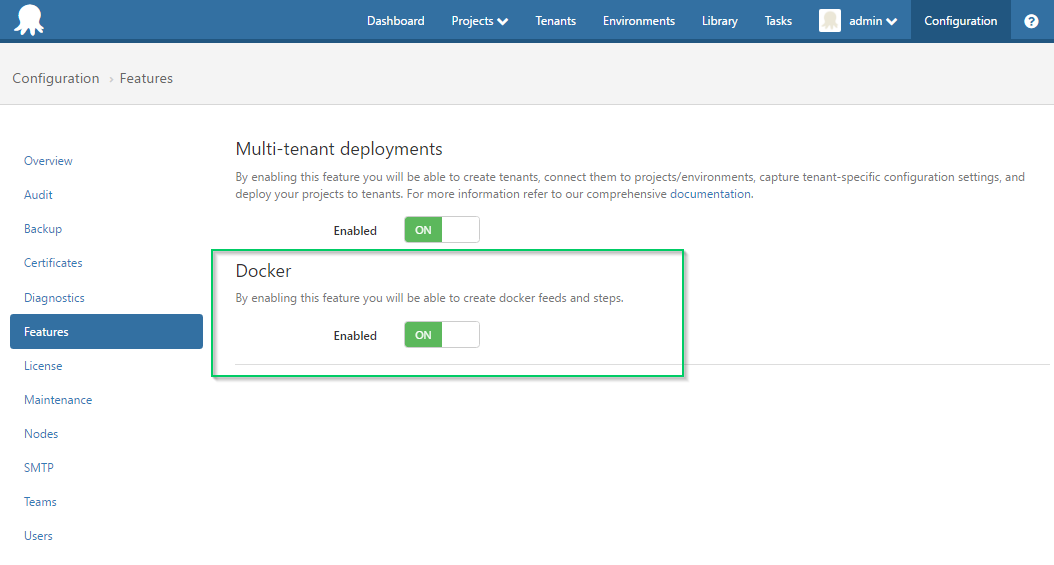 Dashboard Projects Tenants Environments Library Tasks admin Configuration ?
Configuration › Features
Overview
Audit
Backup
Certificates
Diagnostics
Features
License
Maintenance
Nodes
SMTP
Teams
Users
Multi-tenant deployments
By enabling this feature you will be able to create tenants, connect them to projects/environments, capture tenant-specific configuration settings, and
deploy your projects to tenants. For more information refer to our comprehensive documentation.
Enabled ON
Docker
By enabling this feature you will be able to create docker feeds and steps.
Enabled ON